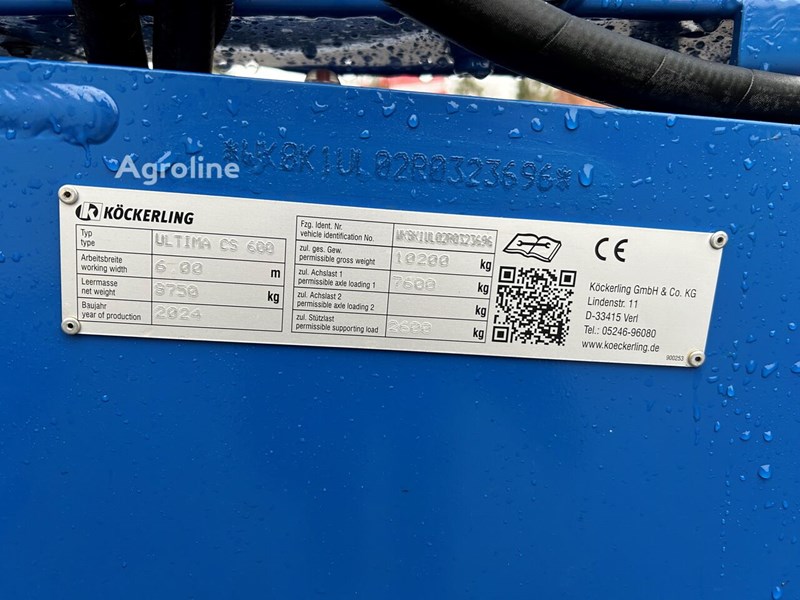 Agroline
*WK8K1UL02R0323696*
KÖCKERLING
Typ
type
ULTIMA CS 600
Arbeitsbreite
working width
6.00 m
Leermasse
net weight
8750 kg
Baujahr
year of production
2024
Fzg. Ident. Nr.
vehicle identification No.
WK8K1UL02R0323696
zul. ges. Gew.
permissible gross weight
10200 kg
zul. Achslast 1
permissible axle loading 1
7600 kg
zul. Achslast 2
permissible axle loading 2
kg
zul. Stützlast
permissible supporting load
2600 kg
CE
Köckerling GmbH & Co. KG
Lindenstr. 11
D-33415 Verl
Tel.: 05246-96080
www.koeckerling.de
900253